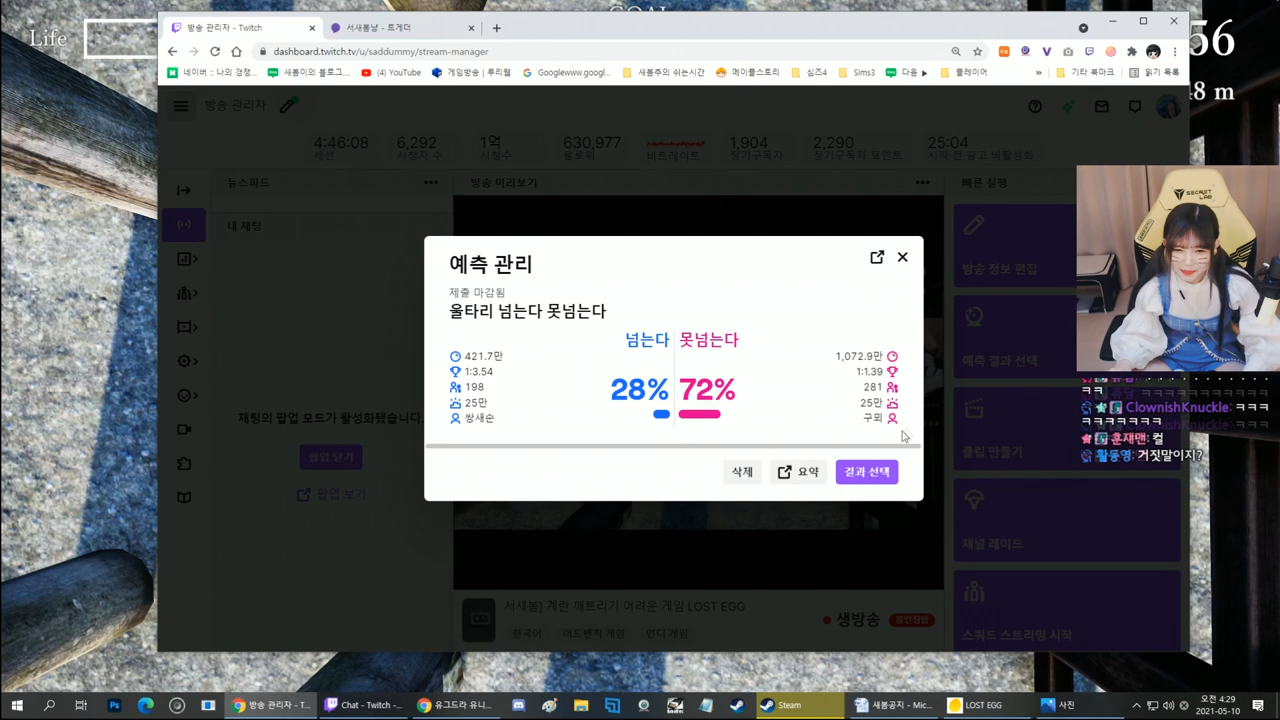 GOAL
Life
56
48 m
방송 관리자 - Twitch
서새봄냥 - 트게더
dashboard.twitch.tv/u/saddummy/stream-manager
네이버 :: 나의 경쟁...
새봄이의 블로그...
(4) YouTube
게임방송 | 루리웹
Googlewww.googl...
새봄주의 쉬는시간
메이플스토리
심즈4
Sims3
다음 ▶
플레이어
»
기타 북마크
읽기 목록
방송 관리자
4:46:08
세션
6,292
시청자 수
1억
시청수
630,977
팔로워
비트레이트
1,904
정기구독자
2,290
정기구독자 포인트
25:04
시작 전 광고 비활성화
뉴스피드
방송 미리보기
빠른 실행
내 채팅
방송 정보 편집
예측 결과 선택
클립 만들기
채널 레이드
스쿼드 스트리밍 시작
채팅의 팝업 모드가 활성화됐습니다.
팝업 닫기
팝업 보기
예측 관리
제출 마감됨
울타리 넘는다 못넘는다
넘는다 못넘는다
421.7만
1:3.54
198
25만
쌍새순
28% 72%
1,072.9만
1:1.39
281
25만
구뫼
삭제
요약
결과 선택
SECRET LAB
ㅋㅋ
ClownishKnuckle: ㅋㅋㅋ
ㅋㅋㅋㅋㅋㅋㅋ
훈재맨: 컬
활동영: 거짓말이지?
서새봄] 계란 깨트리기 어려운 게임 LOST EGG
한국어
어드벤처 게임
인디 게임
생방송
방송 관리자 - T...
Chat - Twitch -...
유그드라 유니...
Steam
새봄공지 - Mic...
LOST EGG
사진
오전 4:29
2021-05-10